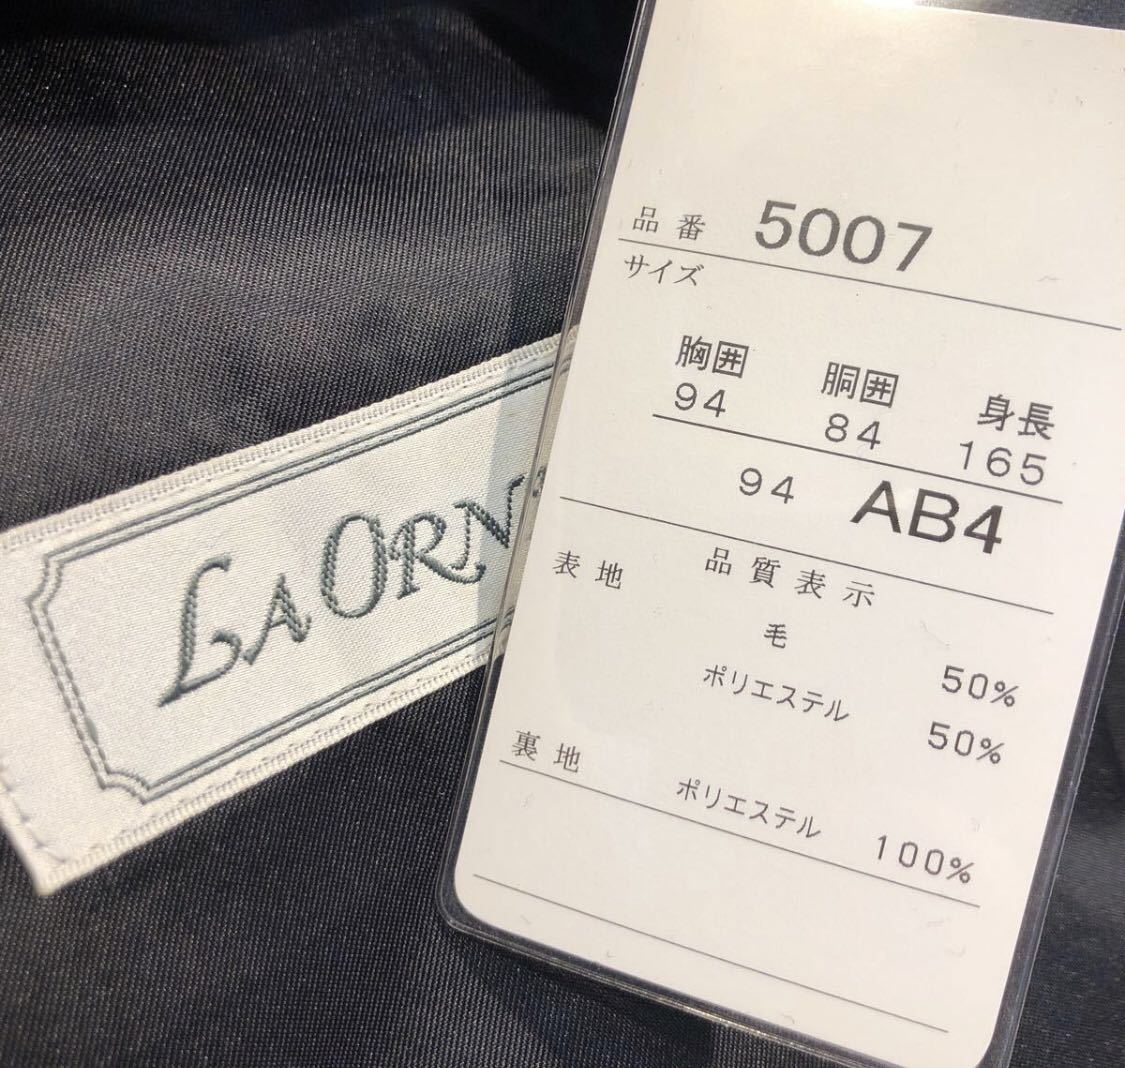 品番 5007
サイズ
胸囲 胴囲 身長
94 84 165
94 AB4
品質表示
表地
毛 50%
ポリエステル 50%
裏地
ポリエステル 100%
LAORN